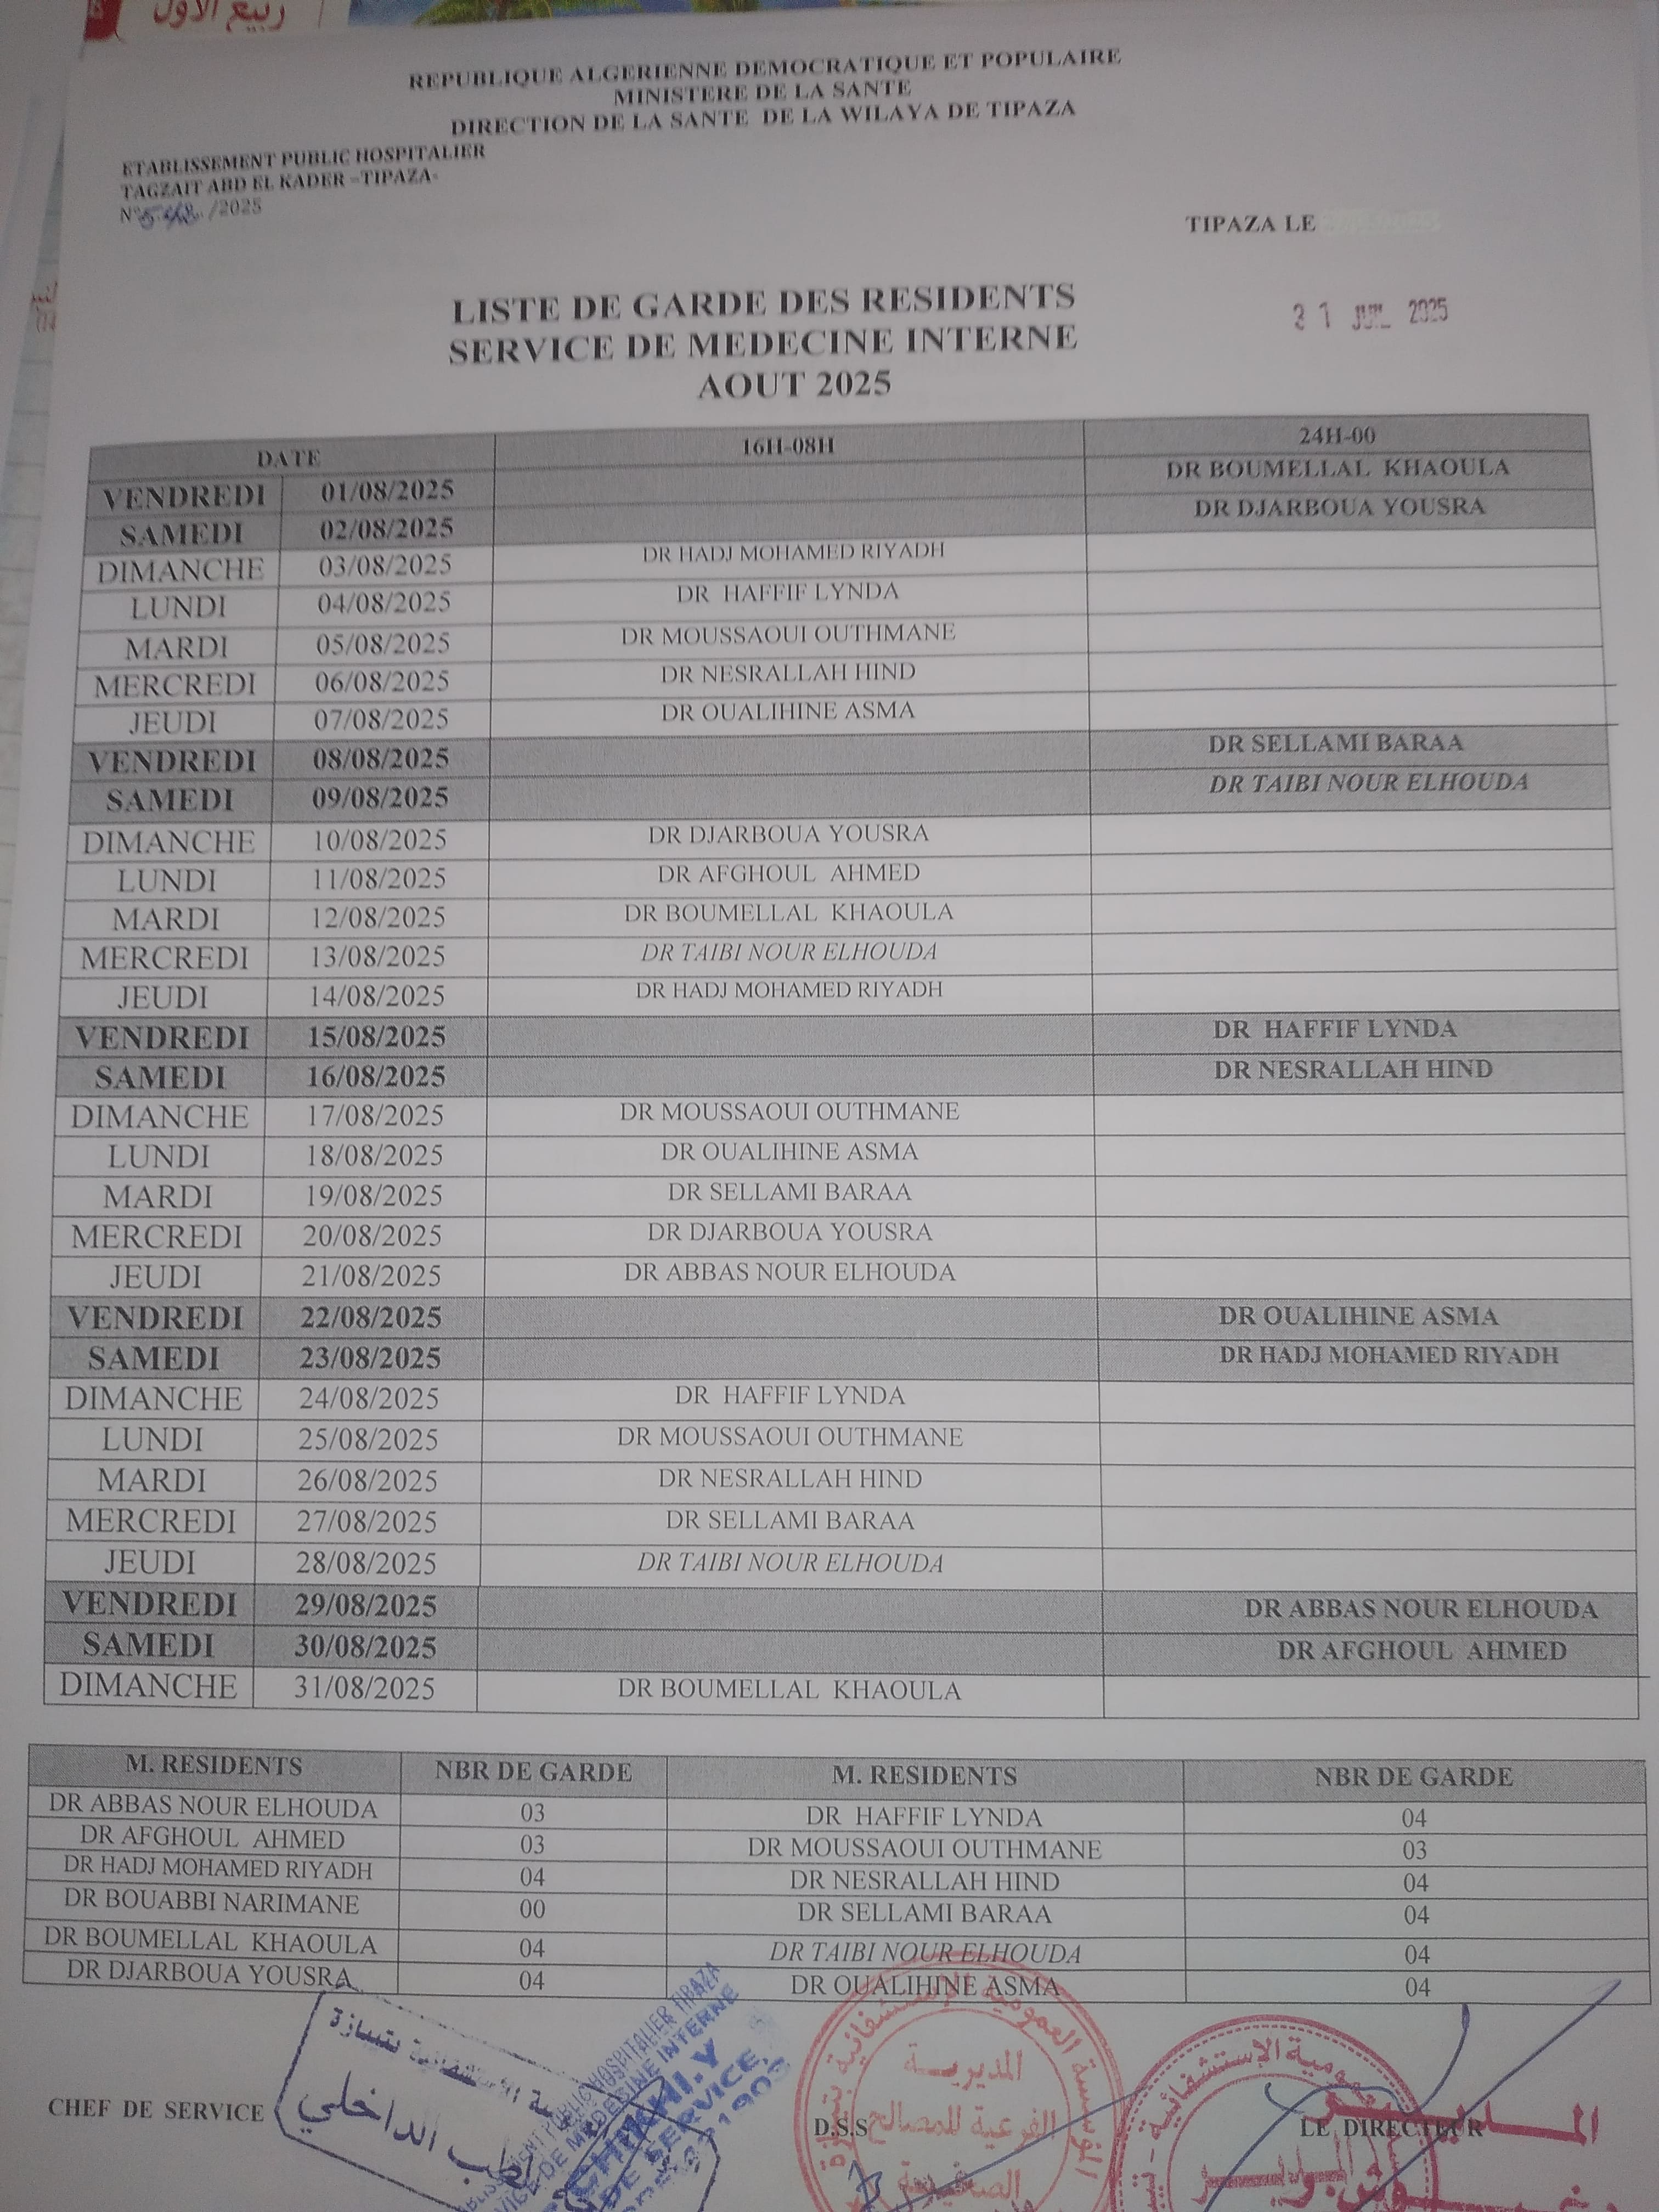 ربيع الأول
REPUBLIQUE ALGERIENNE DEMOCRATIQUE ET POPULAIRE
MINISTERE DE LA SANTE
DIRECTION DE LA SANTE DE LA WILAYA DE TIPAZA
ETABLISSEMENT PUBLIC HOSPITALIER
TAGZAIT ABD EL KADER –TIPAZA-
N° /2025
TIPAZA LE
31 JUIL 2025
LISTE DE GARDE DES RESIDENTS
SERVICE DE MEDECINE INTERNE
AOUT 2025
DATE 16H-08H 24H-00
VENDREDI 01/08/2025 DR BOUMELLAL KHAOULA
SAMEDI 02/08/2025 DR DJARBOUA YOUSRA
DIMANCHE 03/08/2025 DR HADJ MOHAMED RIYADH
LUNDI 04/08/2025 DR HAFFIF LYNDA
MARDI 05/08/2025 DR MOUSSAOUI OUTHMANE
MERCREDI 06/08/2025 DR NESRALLAH HIND
JEUDI 07/08/2025 DR OUALIHINE ASMA
VENDREDI 08/08/2025 DR SELLAMI BARAA
SAMEDI 09/08/2025 DR TAIBI NOUR ELHOUDA
DIMANCHE 10/08/2025 DR DJARBOUA YOUSRA
LUNDI 11/08/2025 DR AFGHOUL AHMED
MARDI 12/08/2025 DR BOUMELLAL KHAOULA
MERCREDI 13/08/2025 DR TAIBI NOUR ELHOUDA
JEUDI 14/08/2025 DR HADJ MOHAMED RIYADH
VENDREDI 15/08/2025 DR HAFFIF LYNDA
SAMEDI 16/08/2025 DR NESRALLAH HIND
DIMANCHE 17/08/2025 DR MOUSSAOUI OUTHMANE
LUNDI 18/08/2025 DR OUALIHINE ASMA
MARDI 19/08/2025 DR SELLAMI BARAA
MERCREDI 20/08/2025 DR DJARBOUA YOUSRA
JEUDI 21/08/2025 DR ABBAS NOUR ELHOUDA
VENDREDI 22/08/2025 DR OUALIHINE ASMA
SAMEDI 23/08/2025 DR HADJ MOHAMED RIYADH
DIMANCHE 24/08/2025 DR HAFFIF LYNDA
LUNDI 25/08/2025 DR MOUSSAOUI OUTHMANE
MARDI 26/08/2025 DR NESRALLAH HIND
MERCREDI 27/08/2025 DR SELLAMI BARAA
JEUDI 28/08/2025 DR TAIBI NOUR ELHOUDA
VENDREDI 29/08/2025 DR ABBAS NOUR ELHOUDA
SAMEDI 30/08/2025 DR AFGHOUL AHMED
DIMANCHE 31/08/2025 DR BOUMELLAL KHAOULA
M. RESIDENTS NBR DE GARDE M. RESIDENTS NBR DE GARDE
DR ABBAS NOUR ELHOUDA 03 DR HAFFIF LYNDA 04
DR AFGHOUL AHMED 03 DR MOUSSAOUI OUTHMANE 03
DR HADJ MOHAMED RIYADH 04 DR NESRALLAH HIND 04
DR BOUABBI NARIMANE 00 DR SELLAMI BARAA 04
DR BOUMELLAL KHAOULA 04 DR TAIBI NOUR ELHOUDA 04
DR DJARBOUA YOUSRA 04 DR OUALIHINE ASMA 04
CHEF DE SERVICE
الداخلي
PUBLIC HOSPITALIER TIPAZA
DE MEDESINE INTERNE
DE SERVICE
D.S.S
المديرية
الفرعية للمصالح
الصحية
LE DIRECTEUR
المدير